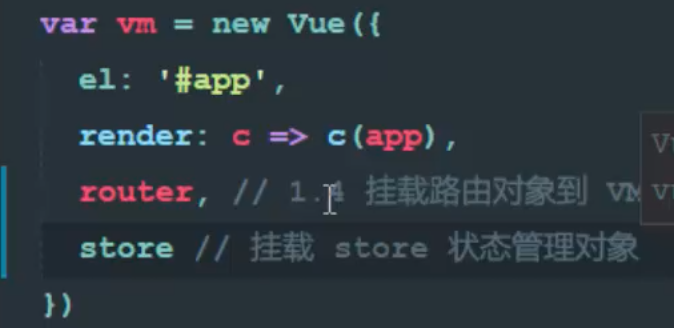 var vm = new Vue({
el: '#app',
render: c => c(app),
router, // 1.4 挂载路由对象到 VM
store // 挂载 store 状态管理对象
})